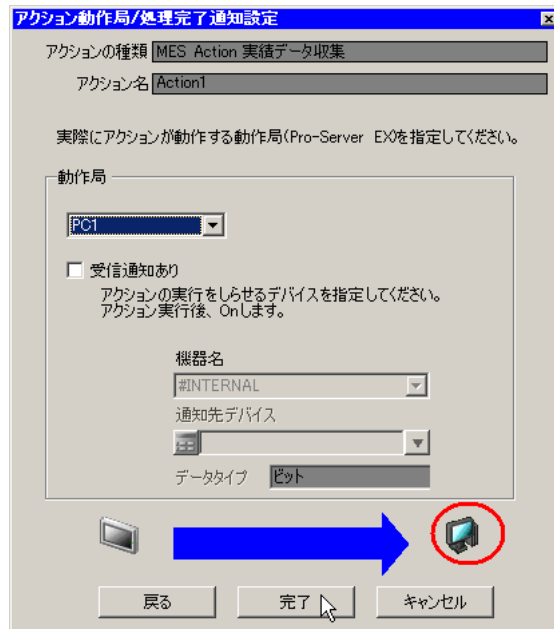 アクション動作局/処理完了通知設定
アクションの種類 MES Action 実績データ収集
アクション名 Action1
実際にアクションが動作する動作局(Pro-Server EX)を指定してください。
動作局
PC1
受信通知あり
アクションの実行をしらせるデバイスを指定してください。
アクション実行後、Onします。
機器名
#INTERNAL
通知先デバイス
データタイプ ビット
戻る 完了 キャンセル